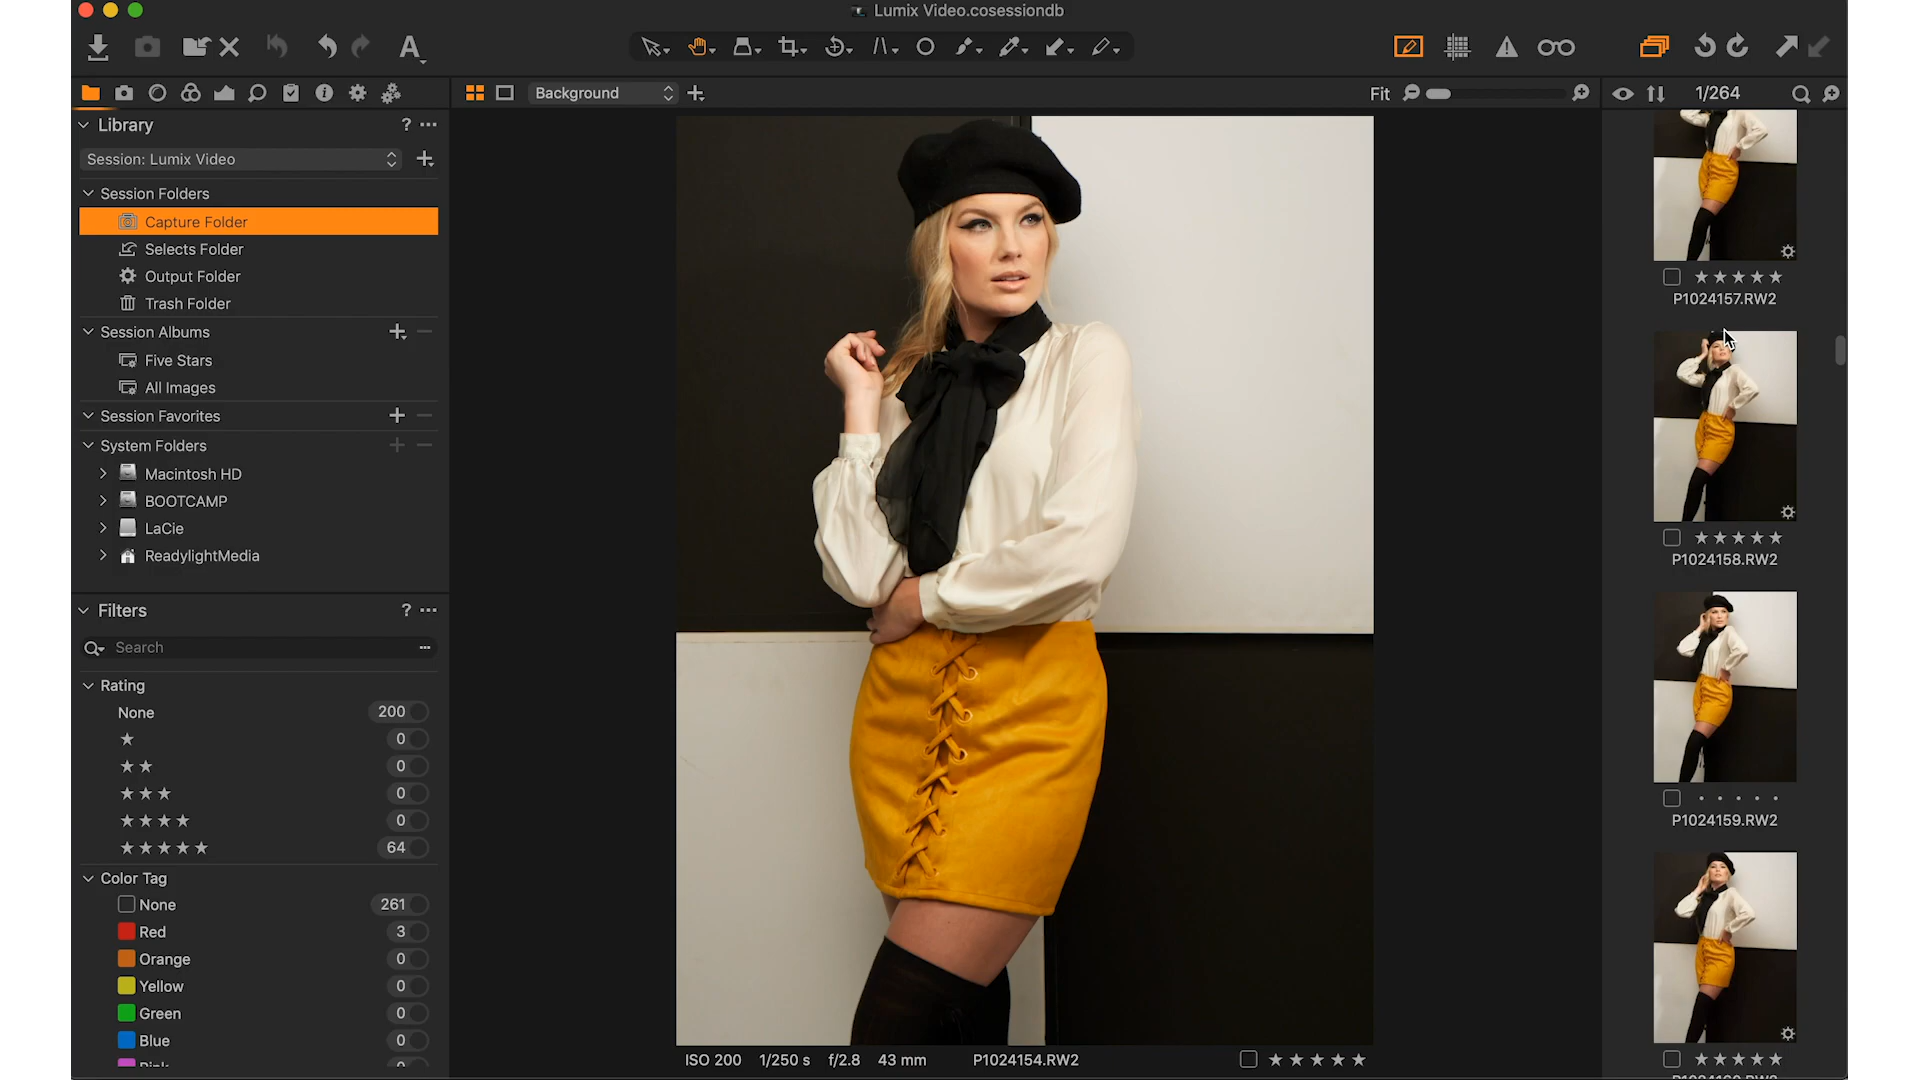 Lumix Video.cosessiondb
A
Background
Fit
1/264
Library
? ...
Session: Lumix Video
Session Folders
Capture Folder
Selects Folder
Output Folder
Trash Folder
Session Albums
Five Stars
All Images
Session Favorites
System Folders
Macintosh HD
BOOTCAMP
LaCie
ReadylightMedia
Filters
? ...
Search
Rating
None 200
★ 0
★★ 0
★★★ 0
★★★★ 0
★★★★★ 64
Color Tag
None 261
Red 3
Orange 0
Yellow 0
Green 0
Blue 0
ISO 200 1/250 s f/2.8 43 mm P1024154.RW2 ★★★★★
★★★★★
P1024157.RW2
★★★★★
P1024158.RW2
P1024159.RW2
★★★★★